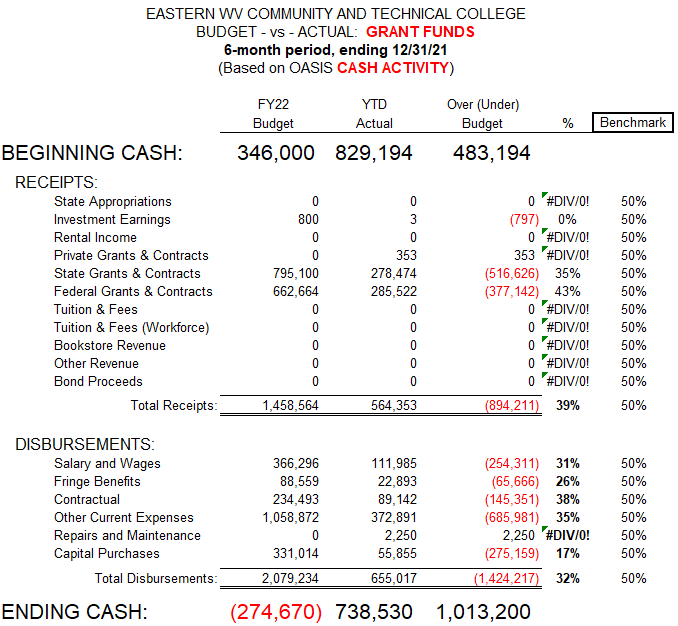 EASTERN WV COMMUNITY AND TECHNICAL COLLEGE
BUDGET - vs - ACTUAL: GRANT FUNDS
6-month period, ending 12/31/21
(Based on OASIS CASH ACTIVITY)
FY22 YTD Over (Under)
Budget Actual Budget % Benchmark
BEGINNING CASH: 346,000 829,194 483,194
RECEIPTS:
State Appropriations 0 0 0 #DIV/0! 50%
Investment Earnings 800 3 (797) 0% 50%
Rental Income 0 0 0 #DIV/0! 50%
Private Grants & Contracts 0 353 353 #DIV/0! 50%
State Grants & Contracts 795,100 278,474 (516,626) 35% 50%
Federal Grants & Contracts 662,664 285,522 (377,142) 43% 50%
Tuition & Fees 0 0 0 #DIV/0! 50%
Tuition & Fees (Workforce) 0 0 0 #DIV/0! 50%
Bookstore Revenue 0 0 0 #DIV/0! 50%
Other Revenue 0 0 0 #DIV/0! 50%
Bond Proceeds 0 0 0 #DIV/0! 50%
Total Receipts: 1,458,564 564,353 (894,211) 39% 50%
DISBURSEMENTS:
Salary and Wages 366,296 111,985 (254,311) 31% 50%
Fringe Benefits 88,559 22,893 (65,666) 26% 50%
Contractual 234,493 89,142 (145,351) 38% 50%
Other Current Expenses 1,058,872 372,891 (685,981) 35% 50%
Repairs and Maintenance 0 2,250 2,250 #DIV/0! 50%
Capital Purchases 331,014 55,855 (275,159) 17% 50%
Total Disbursements: 2,079,234 655,017 (1,424,217) 32% 50%
ENDING CASH: (274,670) 738,530 1,013,200